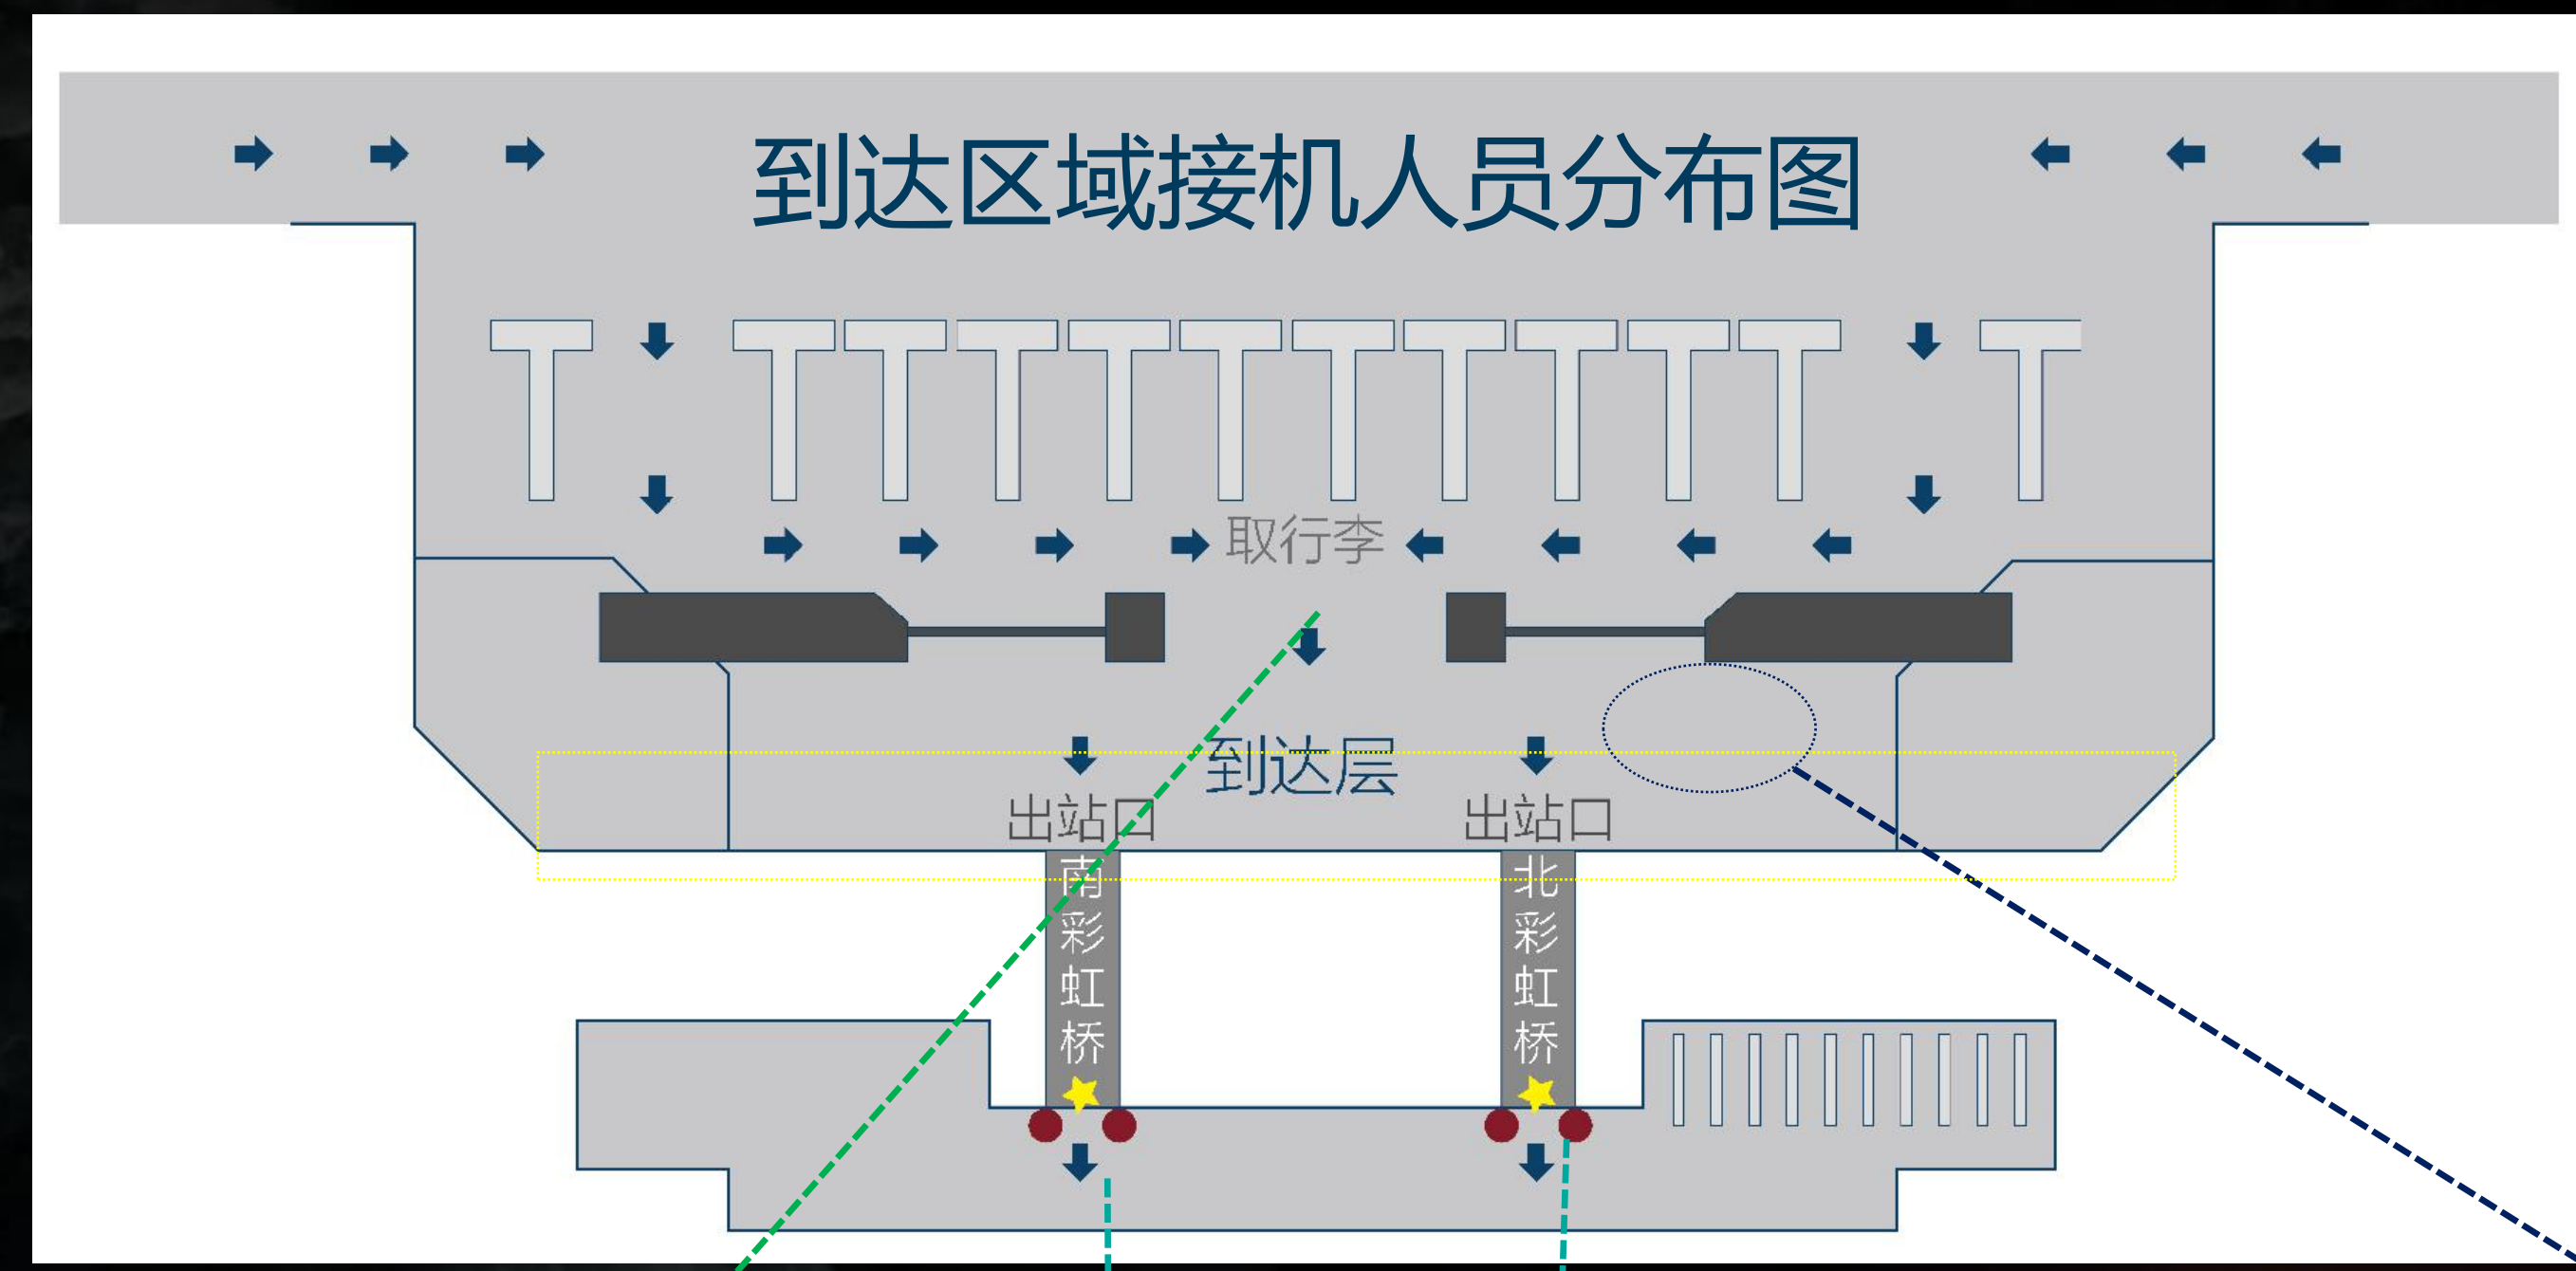 到达区域接机人员分布图
取行李
到达层
出站口
出站口
南彩虹桥
北彩虹桥